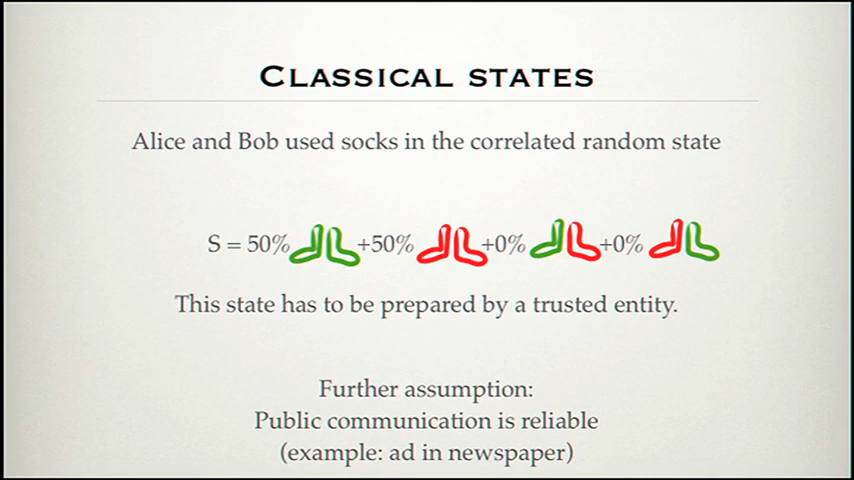 CLASSICAL STATES
Alice and Bob used socks in the correlated random state
S = 50% +50% +0% +0%
This state has to be prepared by a trusted entity.
Further assumption:
Public communication is reliable
(example: ad in newspaper)